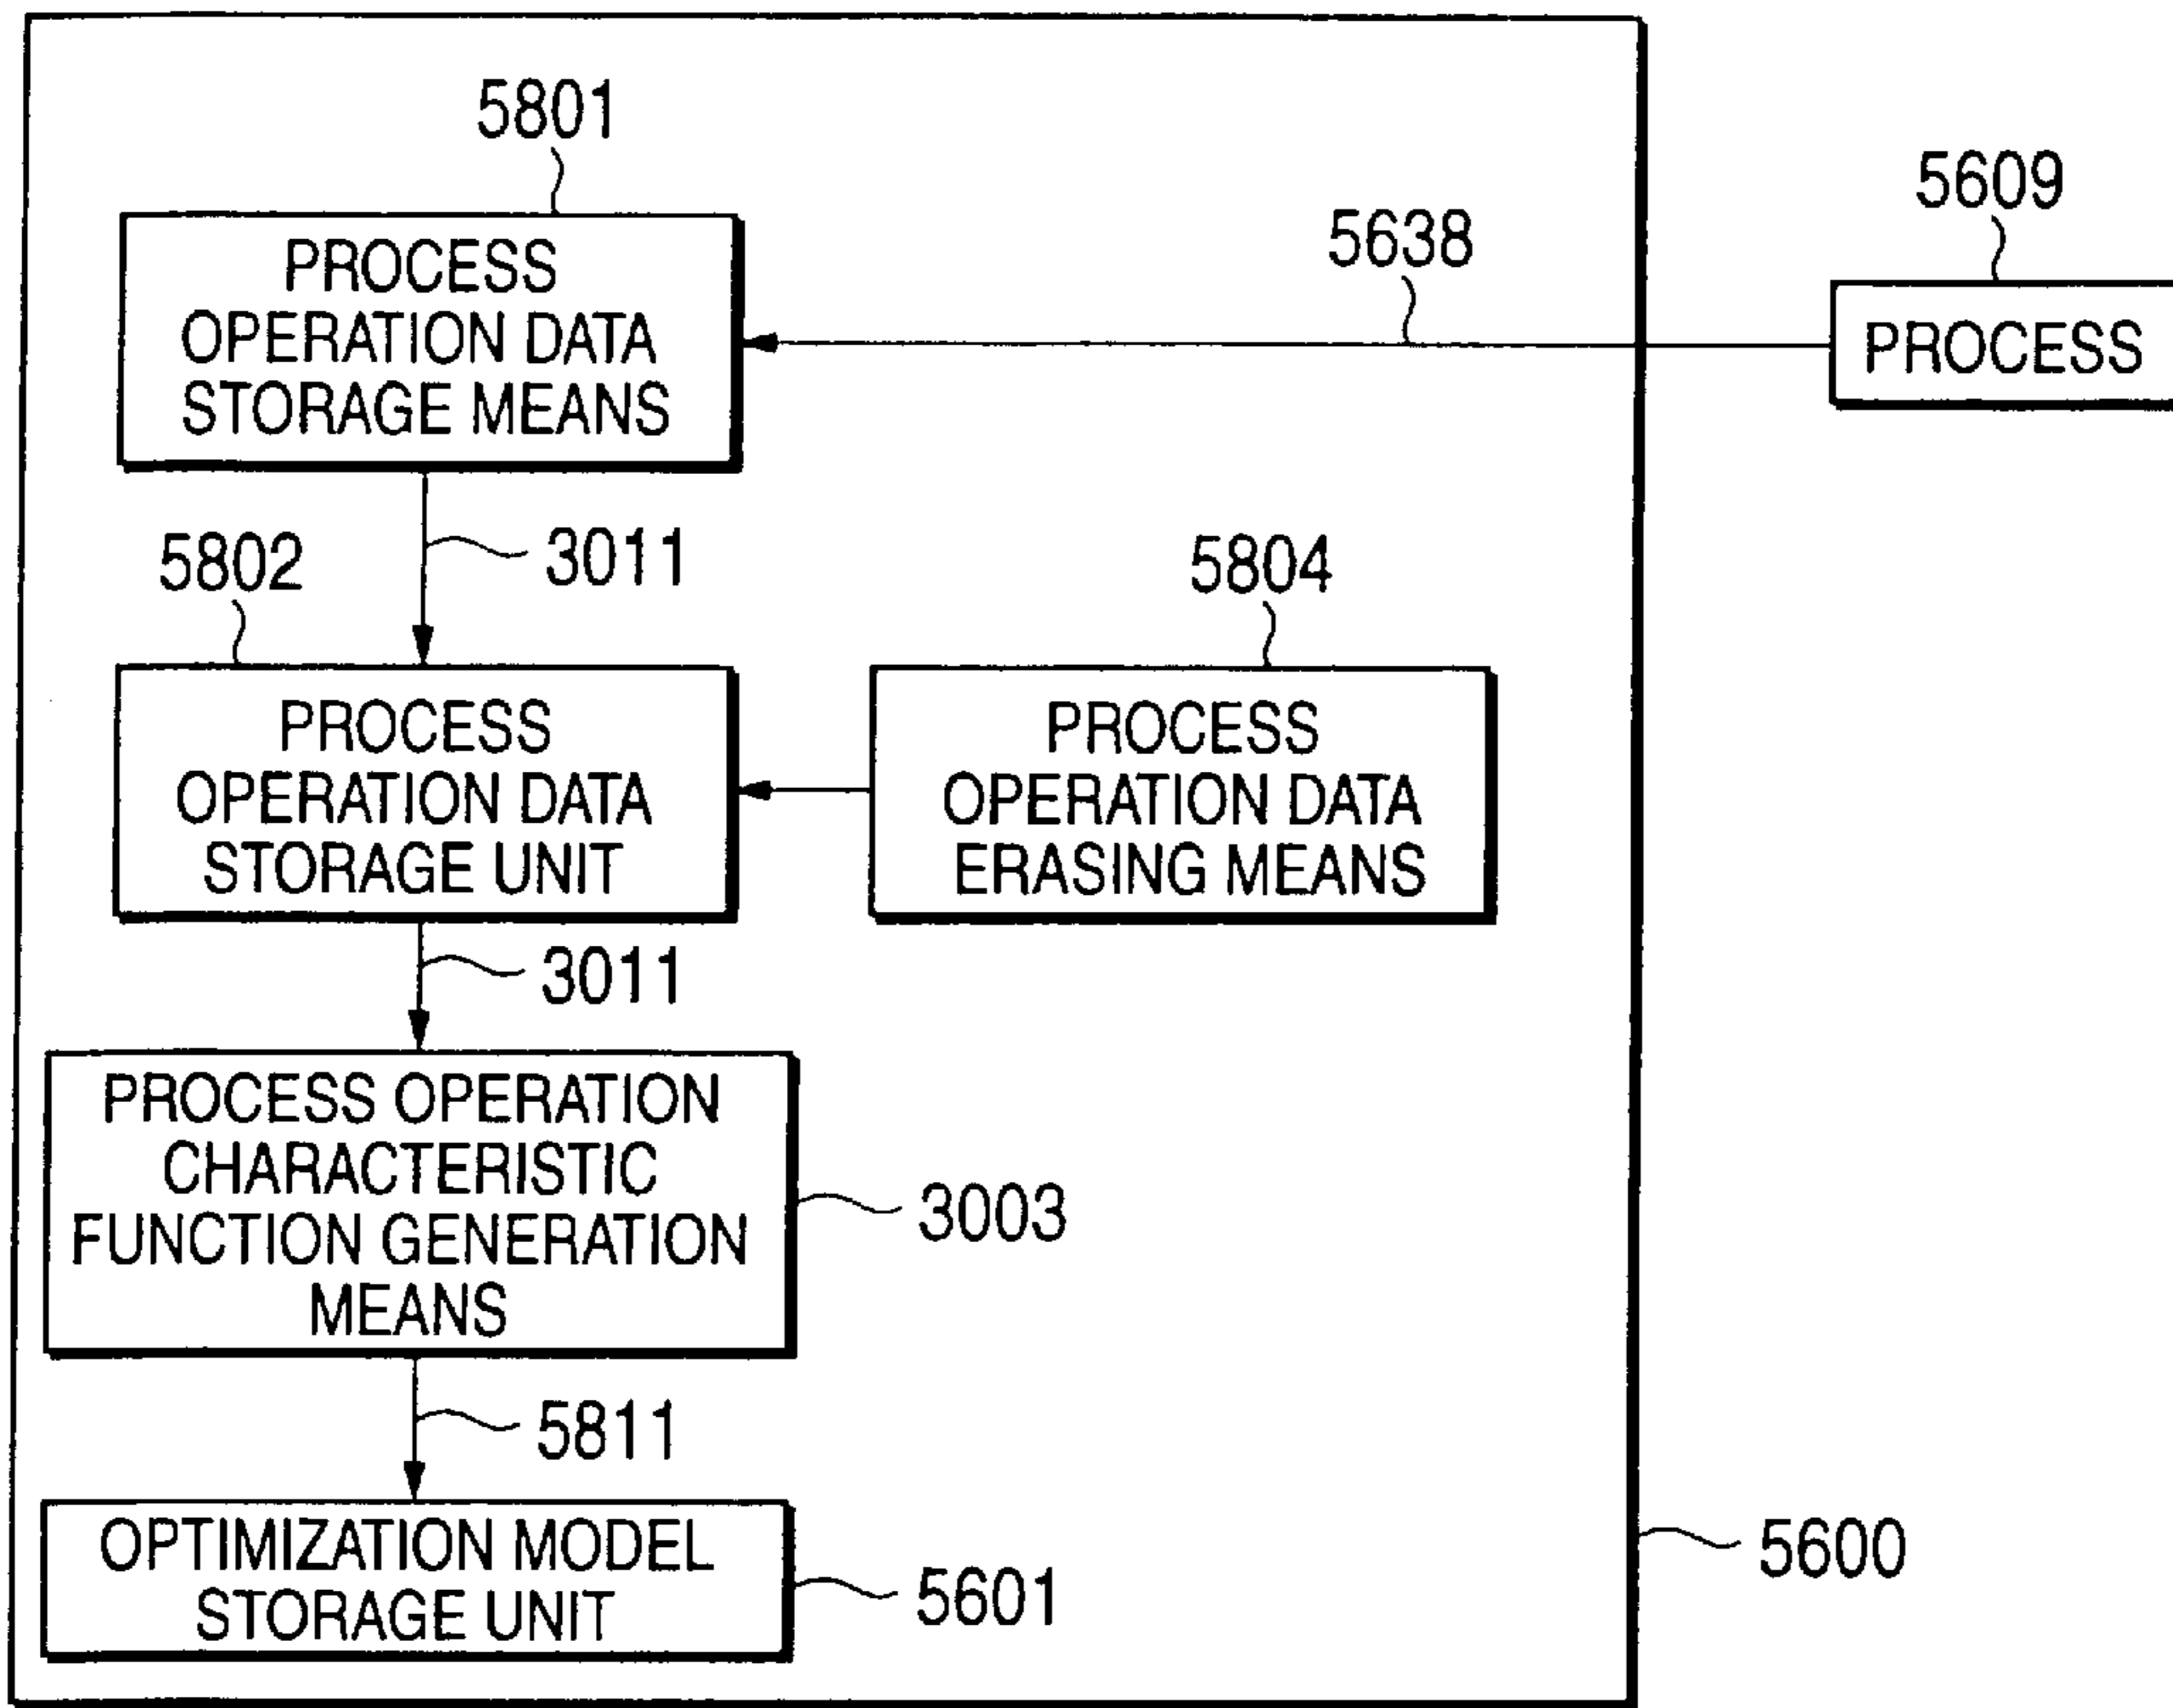 5801
5609
5638
PROCESS
OPERATION DATA
STORAGE MEANS
PROCESS
3011
5802
5804
PROCESS
OPERATION DATA
STORAGE UNIT
PROCESS
OPERATION DATA
ERASING MEANS
3011
PROCESS OPERATION
CHARACTERISTIC
FUNCTION GENERATION
MEANS
3003
5811
OPTIMIZATION MODEL
STORAGE UNIT
5601
5600